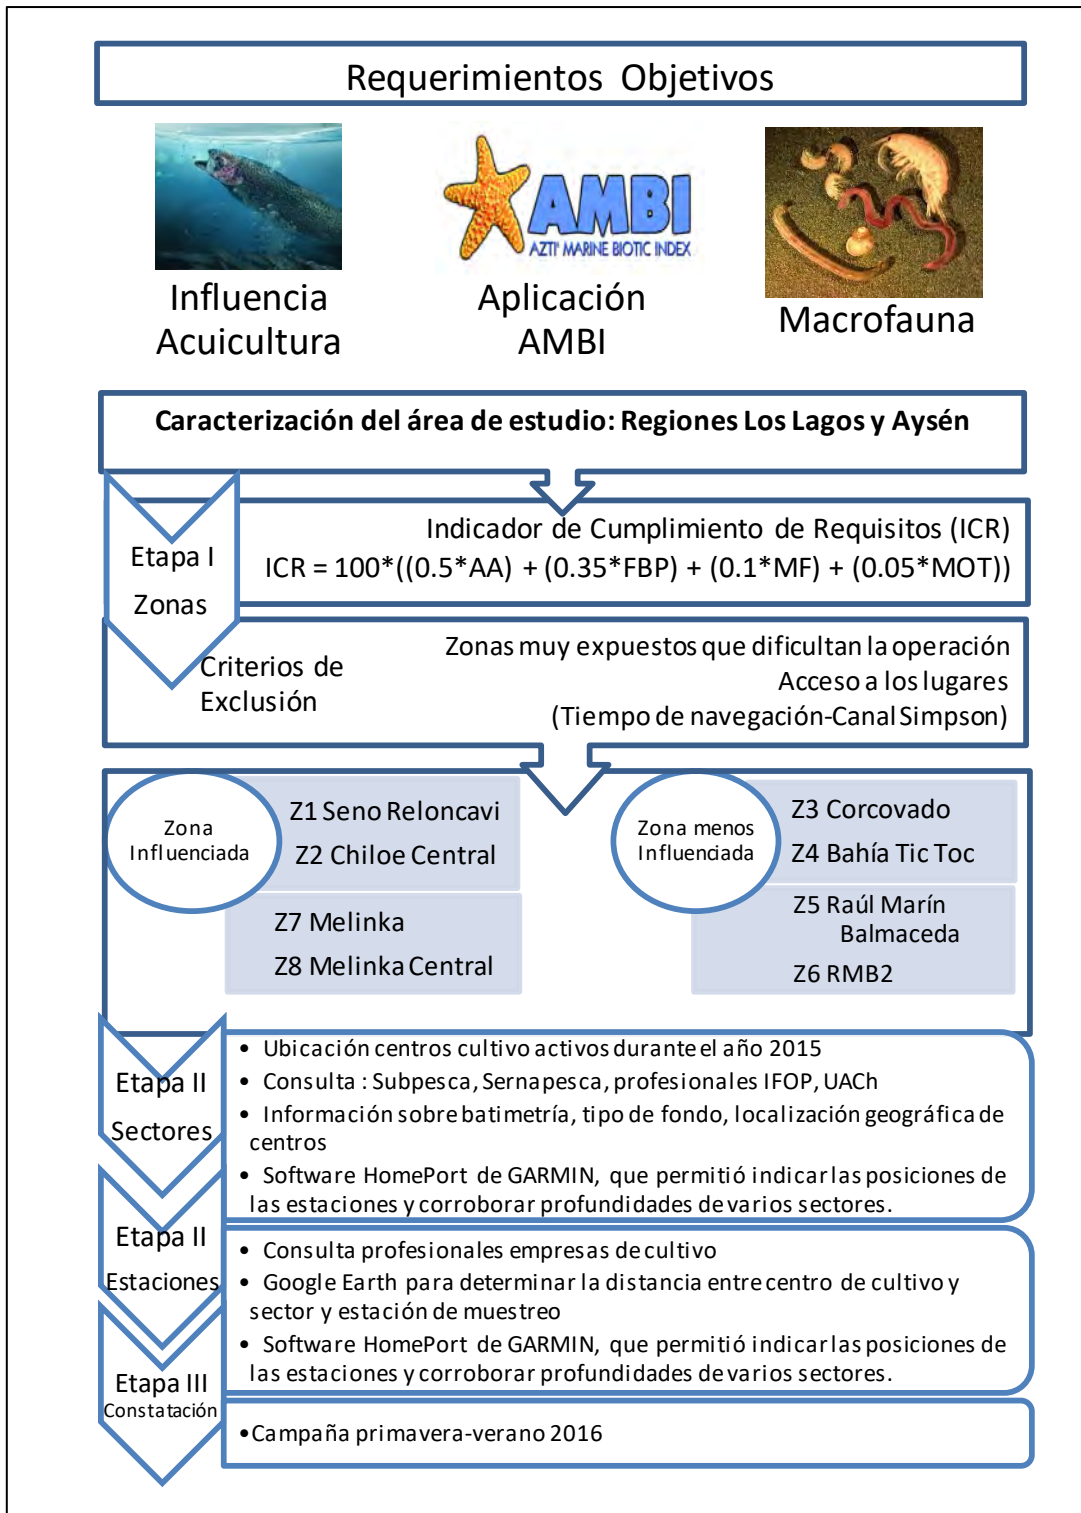 Requerimientos Objetivos
AMBI
AZTI' MARINE BIOTIC INDEX
Influencia
Acuicultura
Aplicación
AMBI
Macrofauna
Caracterización del área de estudio: Regiones Los Lagos y Aysén
Etapa I
Zonas
Indicador de Cumplimiento de Requisitos (ICR)
ICR = 100*((0.5*AA) + (0.35*FBP) + (0.1*MF) + (0.05*MOT))
Criterios de
Exclusión
Zonas muy expuestos que dificultan la operación
Acceso a los lugares
(Tiempo de navegación-Canal Simpson)
Zona
Influenciada
Z1 Seno Reloncavi
Z2 Chiloe Central
Z7 Melinka
Z8 Melinka Central
Zona menos
Influenciada
Z3 Corcovado
Z4 Bahía Tic Toc
Z5 Raúl Marín
Balmaceda
Z6 RMB2
Etapa II
Sectores
• Ubicación centros cultivo activos durante el año 2015
• Consulta : Subpesca, Sernapesca, profesionales IFOP, UACh
• Información sobre batimetría, tipo de fondo, localización geográfica de
centros
• Software HomePort de GARMIN, que permitió indicar las posiciones de
las estaciones y corroborar profundidades de varios sectores.
Etapa II
Estaciones
• Consulta profesionales empresas de cultivo
• Google Earth para determinar la distancia entre centro de cultivo y
sector y estación de muestreo
• Software HomePort de GARMIN, que permitió indicar las posiciones de
las estaciones y corroborar profundidades de varios sectores.
Etapa III
Constatación
•Campaña primavera-verano 2016